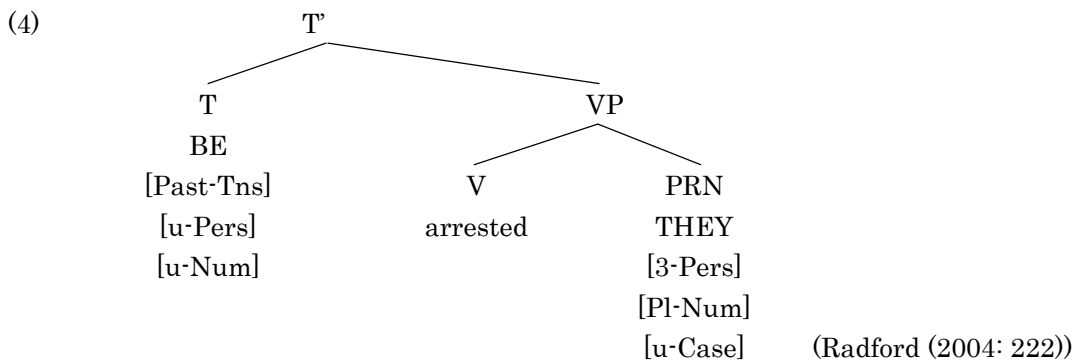 (4) T’
T VP
BE
[Past-Tns] V PRN
[u-Pers] arrested THEY
[u-Num] [3-Pers]
[Pl-Num]
[u-Case] (Radford (2004: 222))